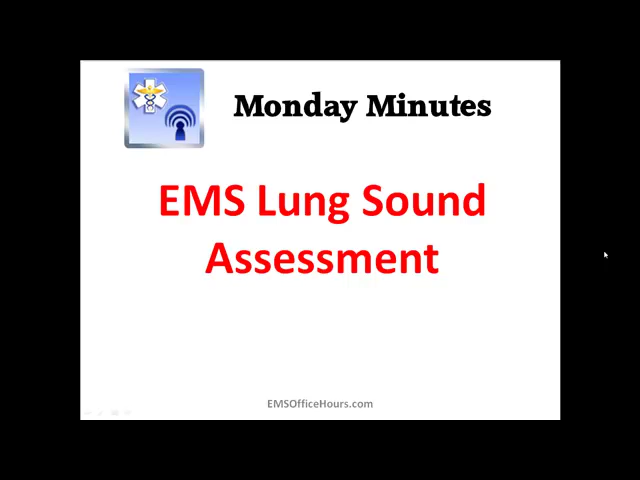 Monday Minutes
EMS Lung Sound
Assessment
EMSOfficeHours.com